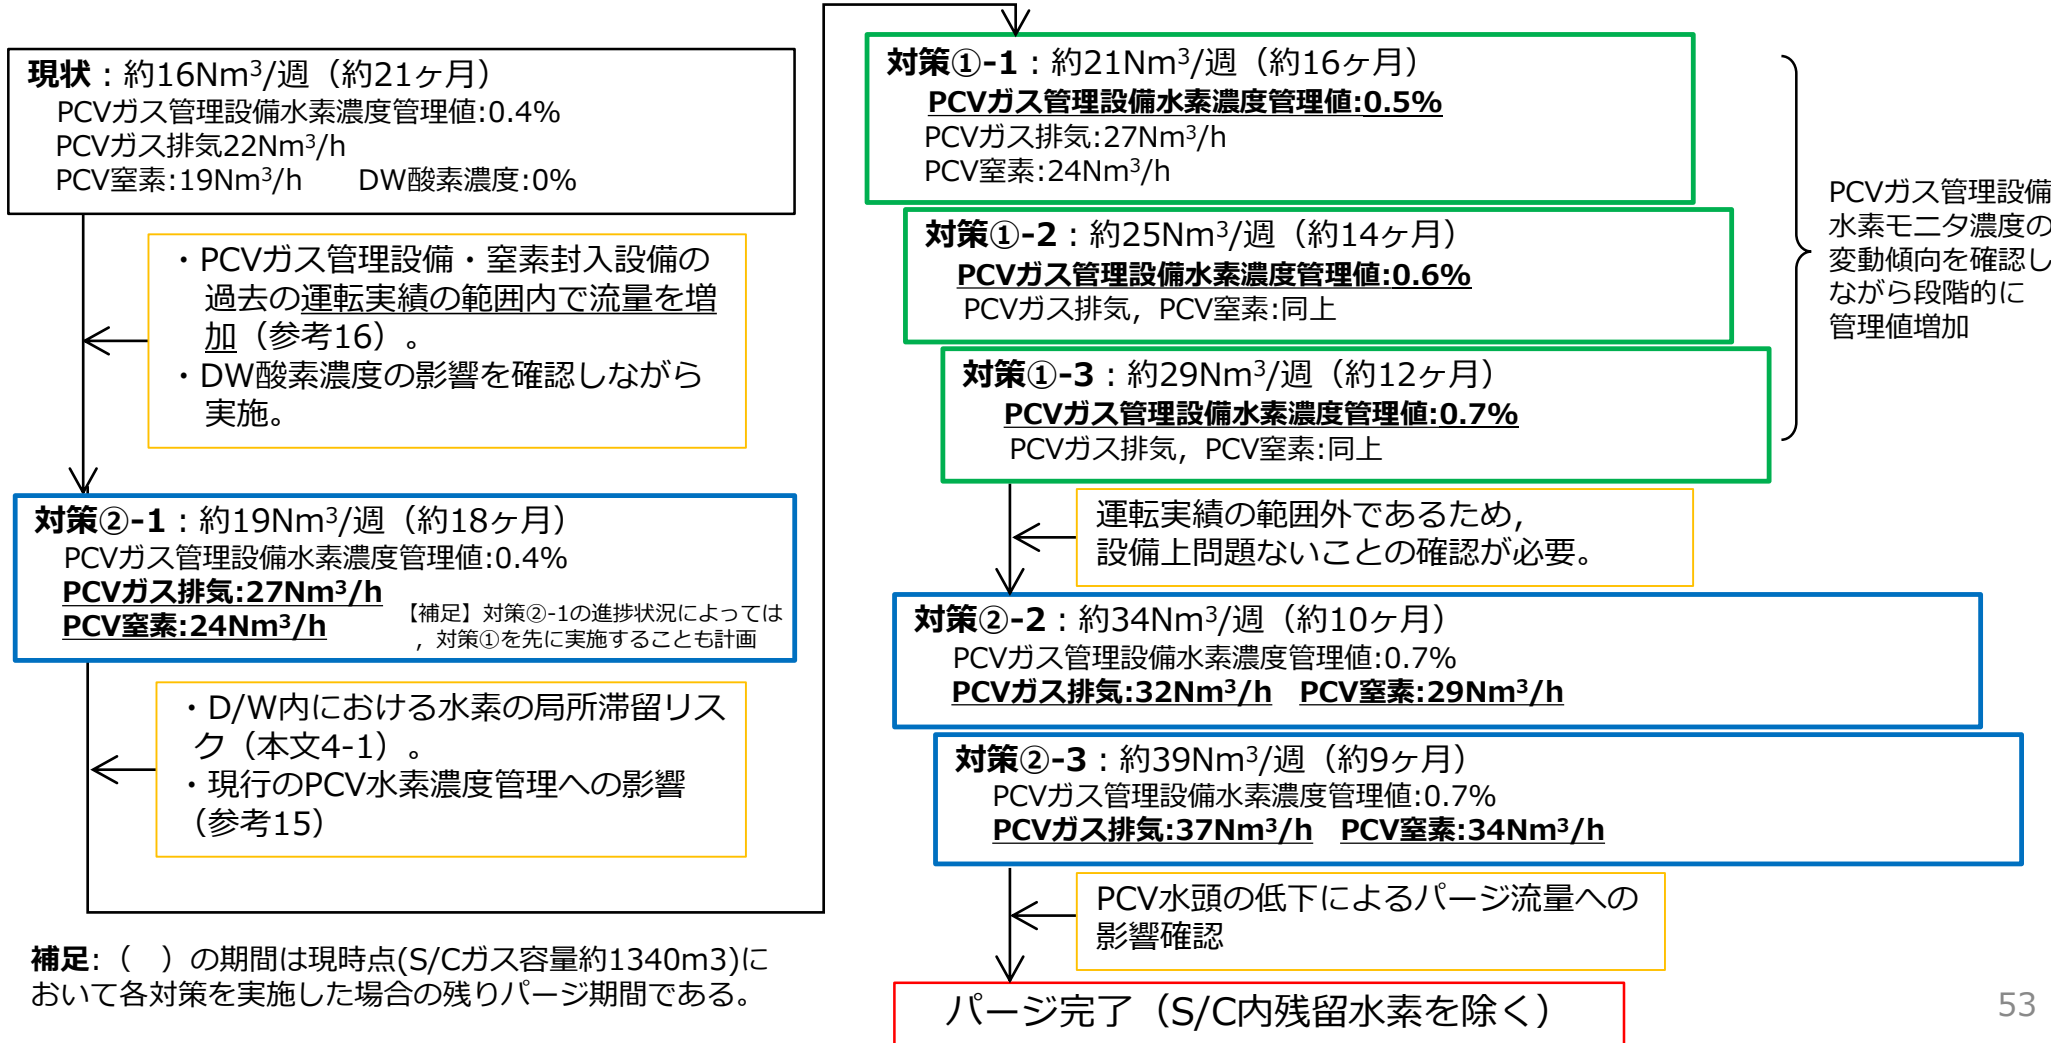 現状：約16Nm3/週（約21ヶ月）
PCVガス管理設備水素濃度管理値:0.4%
PCVガス排気22Nm3/h
PCV窒素:19Nm3/h　DW酸素濃度:0%
・PCVガス管理設備・窒素封入設備の
過去の運転実績の範囲内で流量を増
加（参考16）。
・DW酸素濃度の影響を確認しながら
実施。
対策②-1：約19Nm3/週（約18ヶ月）
PCVガス管理設備水素濃度管理値:0.4%
PCVガス排気:27Nm3/h
PCV窒素:24Nm3/h
【補足】対策②-1の進捗状況によっては
，対策①を先に実施することも計画
・D/W内における水素の局所滞留リス
ク（本文4-1）。
・現行のPCV水素濃度管理への影響
（参考15）
補足:（　）の期間は現時点(S/Cガス容量約1340m3)に
おいて各対策を実施した場合の残りパージ期間である。
対策①-1：約21Nm3/週（約16ヶ月）
PCVガス管理設備水素濃度管理値:0.5%
PCVガス排気:27Nm3/h
PCV窒素:24Nm3/h
対策①-2：約25Nm3/週（約14ヶ月）
PCVガス管理設備水素濃度管理値:0.6%
PCVガス排気，PCV窒素:同上
対策①-3：約29Nm3/週（約12ヶ月）
PCVガス管理設備水素濃度管理値:0.7%
PCVガス排気，PCV窒素:同上
PCVガス管理設備
水素モニタ濃度の
変動傾向を確認し
ながら段階的に
管理値増加
運転実績の範囲外であるため，
設備上問題ないことの確認が必要。
対策②-2：約34Nm3/週（約10ヶ月）
PCVガス管理設備水素濃度管理値:0.7%
PCVガス排気:32Nm3/h　PCV窒素:29Nm3/h
対策②-3：約39Nm3/週（約9ヶ月）
PCVガス管理設備水素濃度管理値:0.7%
PCVガス排気:37Nm3/h　PCV窒素:34Nm3/h
PCV水頭の低下によるパージ流量への
影響確認
パージ完了（S/C内残留水素を除く）
53